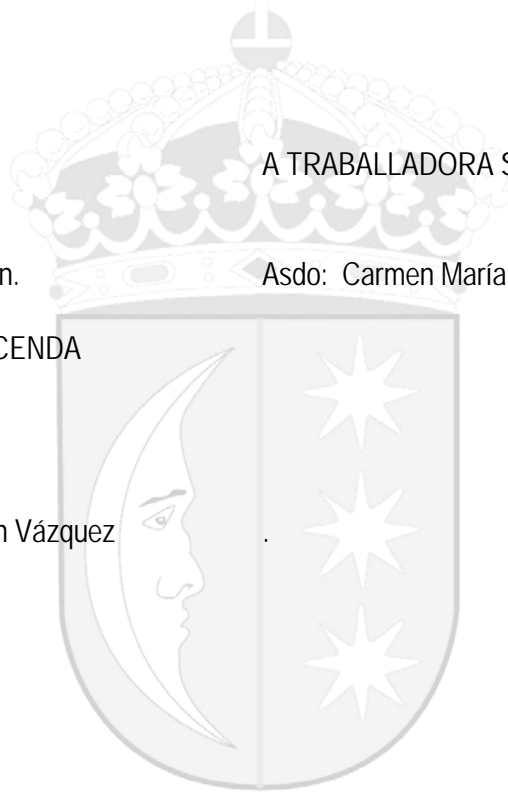 A TRABALLADORA S
n.
Asdo: Carmen María
CENDA
n Vázquez
.